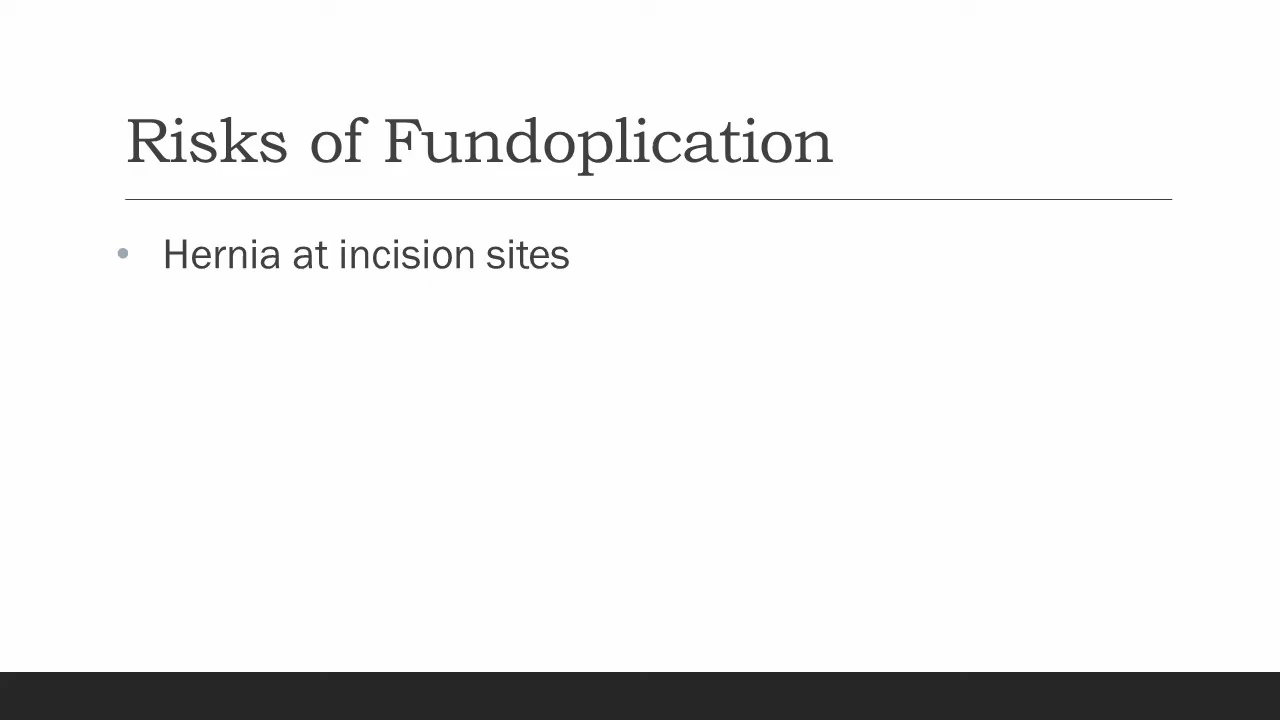 Risks of Fundoplication
• Hernia at incision sites